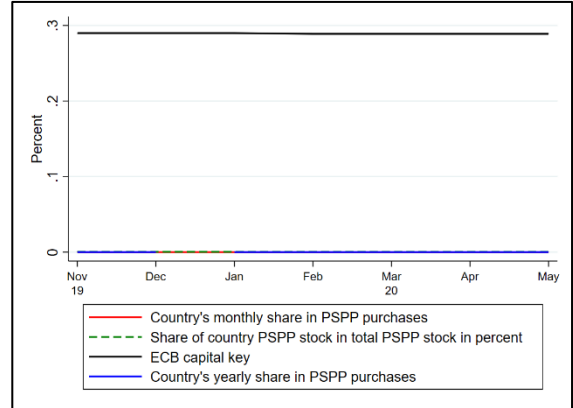 .3
.2
.1
0
Percent
Nov Dec Jan Feb Mar Apr May
19 20
Country's monthly share in PSPP purchases
Share of country PSPP stock in total PSPP stock in percent
ECB capital key
Country's yearly share in PSPP purchases